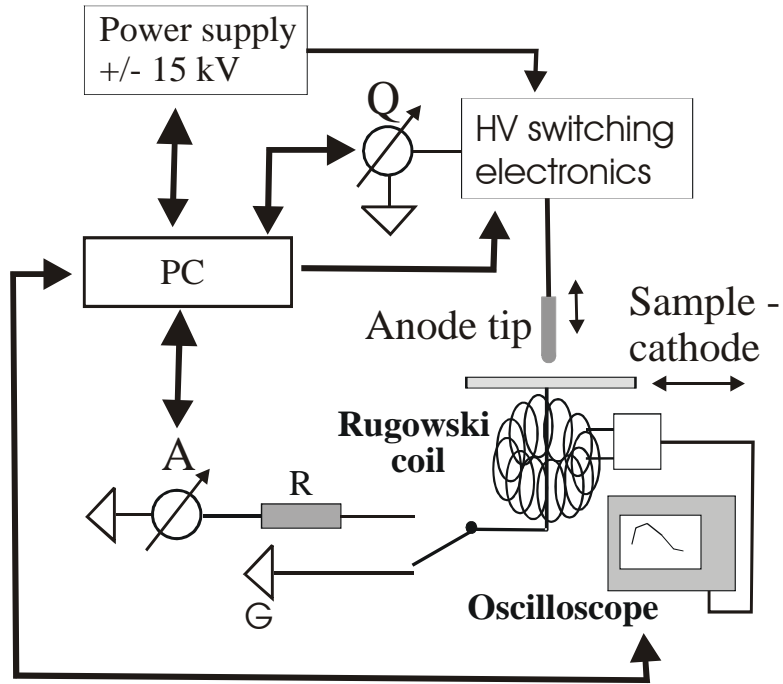 Power supply
+/- 15 kV
Q
HV switching
electronics
PC
Anode tip
Sample -
cathode
Rugowski
coil
A
R
G
Oscilloscope